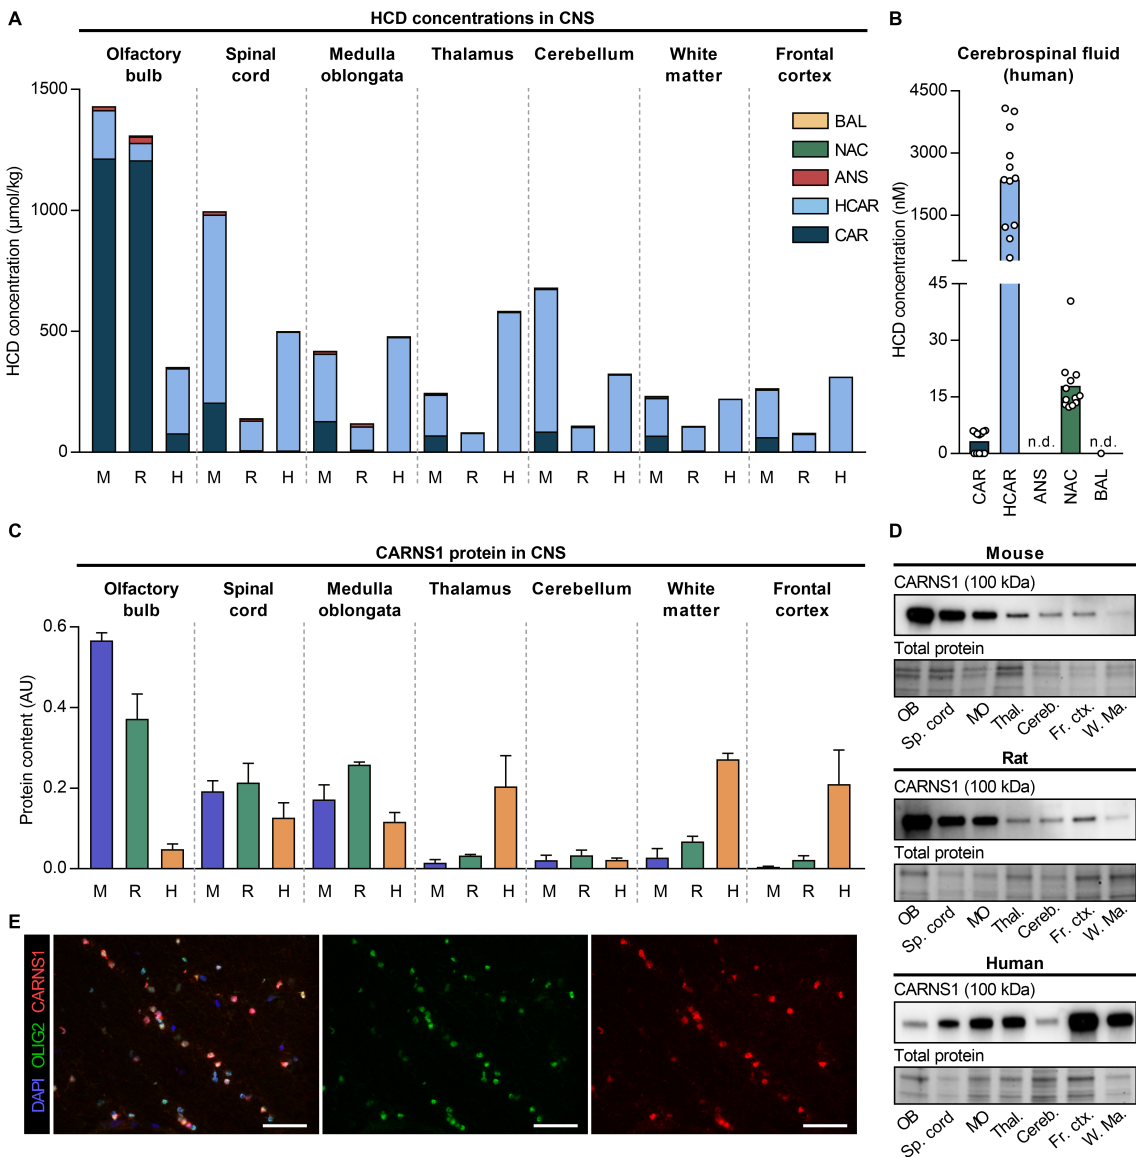 A
HCD concentrations in CNS
Olfactory bulb
Spinal cord
Medulla oblongata
Thalamus
Cerebellum
White matter
Frontal cortex
HCD concentration (µmol/kg)
1500
1000
500
0
BAL
NAC
ANS
HCAR
CAR
M R H M R H M R H M R H M R H M R H M R H
B
Cerebrospinal fluid
(human)
HCD concentration (nM)
4500
3000
1500
45
30
15
0
n.d.
n.d.
CAR
HCAR
ANS
NAC
BAL
C
CARNS1 protein in CNS
Olfactory bulb
Spinal cord
Medulla oblongata
Thalamus
Cerebellum
White matter
Frontal cortex
Protein content (AU)
0.6
0.4
0.2
0.0
M R H M R H M R H M R H M R H M R H M R H
D
Mouse
CARNS1 (100 kDa)
Total protein
OB Sp. cord MO Thal. Cereb. Fr. ctx. W. Ma.
Rat
CARNS1 (100 kDa)
Total protein
OB Sp. cord MO Thal. Cereb. Fr. ctx. W. Ma.
Human
CARNS1 (100 kDa)
Total protein
OB Sp. cord MO Thal. Cereb. Fr. ctx. W. Ma.
E
DAPI OLIG2 CARNS1